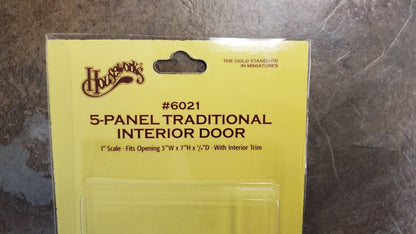 Houseworks
THE GOLD STANDARD
IN MINIATURES
#6021
5-PANEL TRADITIONAL
INTERIOR DOOR
1" Scale - Fits Opening 3"W x 7"H x ¼"D - With Interior Trim